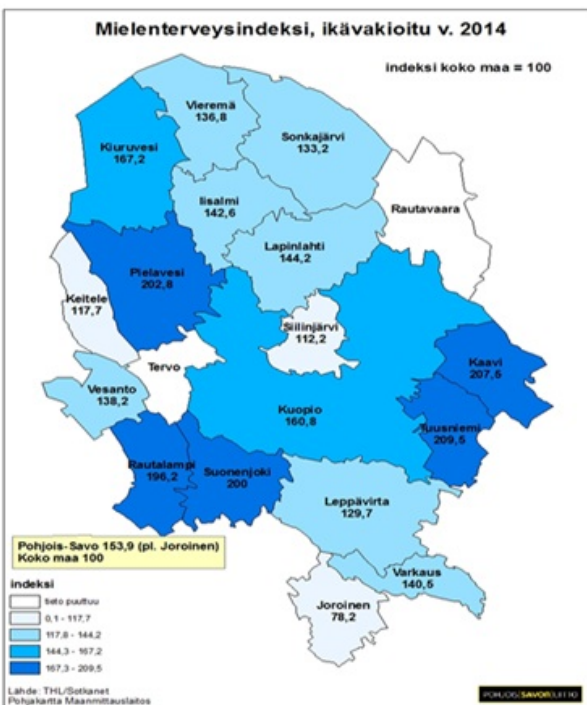 Mielenterveysindeksi, ikävakioitu v. 2014
indeksi koko maa = 100
Vieremä
136,8
Sonkajärvi
133,2
Kiuruvesi
167,2
Rautavaara
Iisalmi
142,6
Lapinlahti
144,2
Pielavesi
202,8
Keitele
117,7
Siilinjärvi
112,2
Kaavi
207,5
Tervo
Vesanto
138,2
Kuopio
160,8
Tuusniemi
209,5
Rautalampi
196,2
Suonenjoki
200
Leppävirta
129,7
Varkaus
140,5
Joroinen
78,2
Pohjois-Savo 153,9 (pl. Joroinen)
Koko maa 100
indeksi
tieto puuttuu
0,1 - 117,7
117,8 - 144,2
144,3 - 167,2
167,3 - 209,5
Lähde: THL/Sotkanet
Pohjakartta Maanmittauslaitos
POHJOIS|SAVON|LIITTO